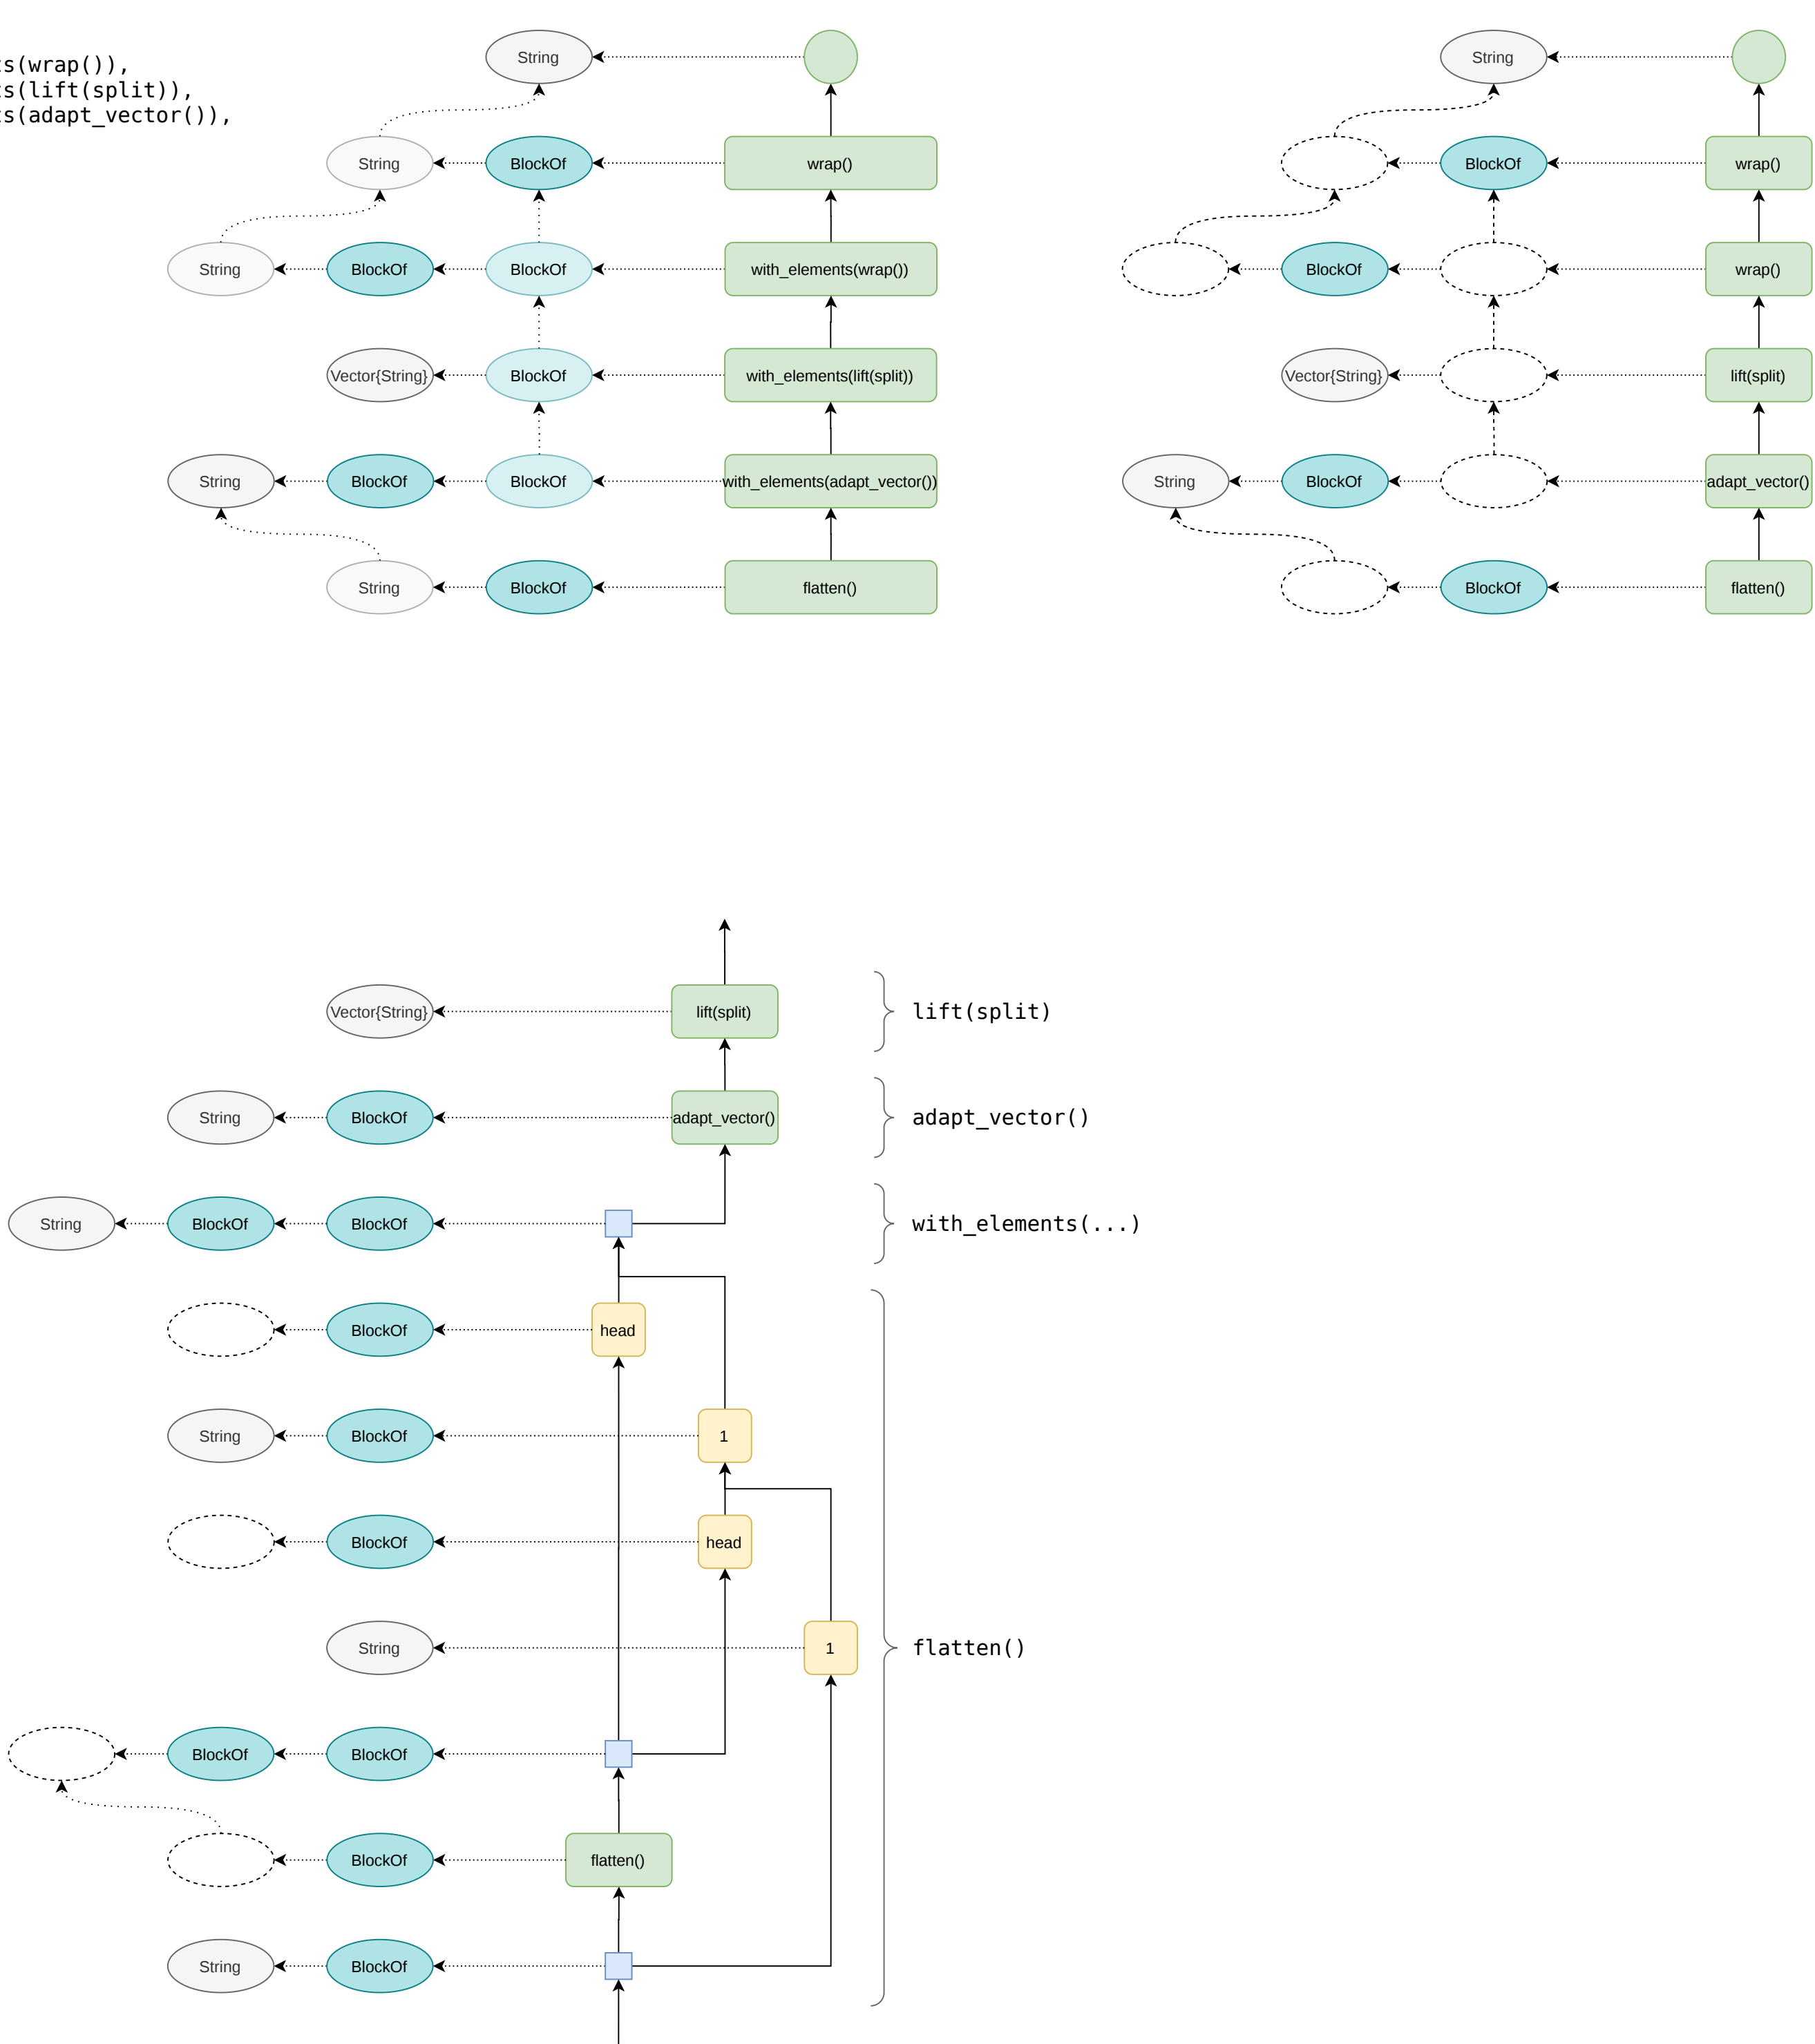 ts(wrap()),
ts(lift(split)),
ts(adapt_vector()),
String
String
BlockOf
wrap()
String
BlockOf
BlockOf
with_elements(wrap())
Vector{String}
BlockOf
with_elements(lift(split))
String
BlockOf
BlockOf
with_elements(adapt_vector())
String
BlockOf
flatten()
String
BlockOf
wrap()
BlockOf
wrap()
Vector{String}
lift(split)
String
BlockOf
adapt_vector()
BlockOf
flatten()
Vector{String}
lift(split)
lift(split)
String
BlockOf
adapt_vector()
adapt_vector()
String
BlockOf
BlockOf
with_elements(...)
BlockOf
head
String
BlockOf
1
BlockOf
head
String
1
flatten()
BlockOf
BlockOf
BlockOf
flatten()
String
BlockOf